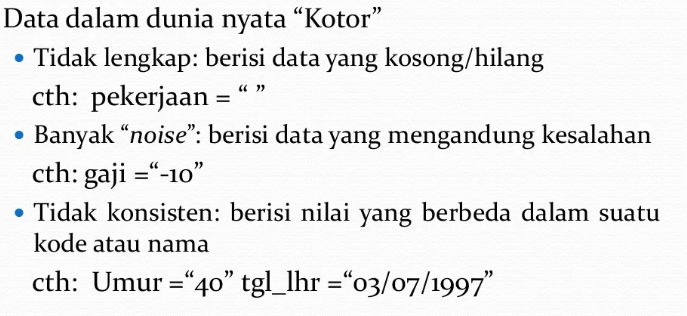 Data dalam dunia nyata “Kotor”
• Tidak lengkap: berisi data yang kosong/hilang
cth: pekerjaan = “ ”
• Banyak “noise”: berisi data yang mengandung kesalahan
cth: gaji =“-10”
• Tidak konsisten: berisi nilai yang berbeda dalam suatu
kode atau nama
cth: Umur =“40” tgl_lhr =“03/07/1997”